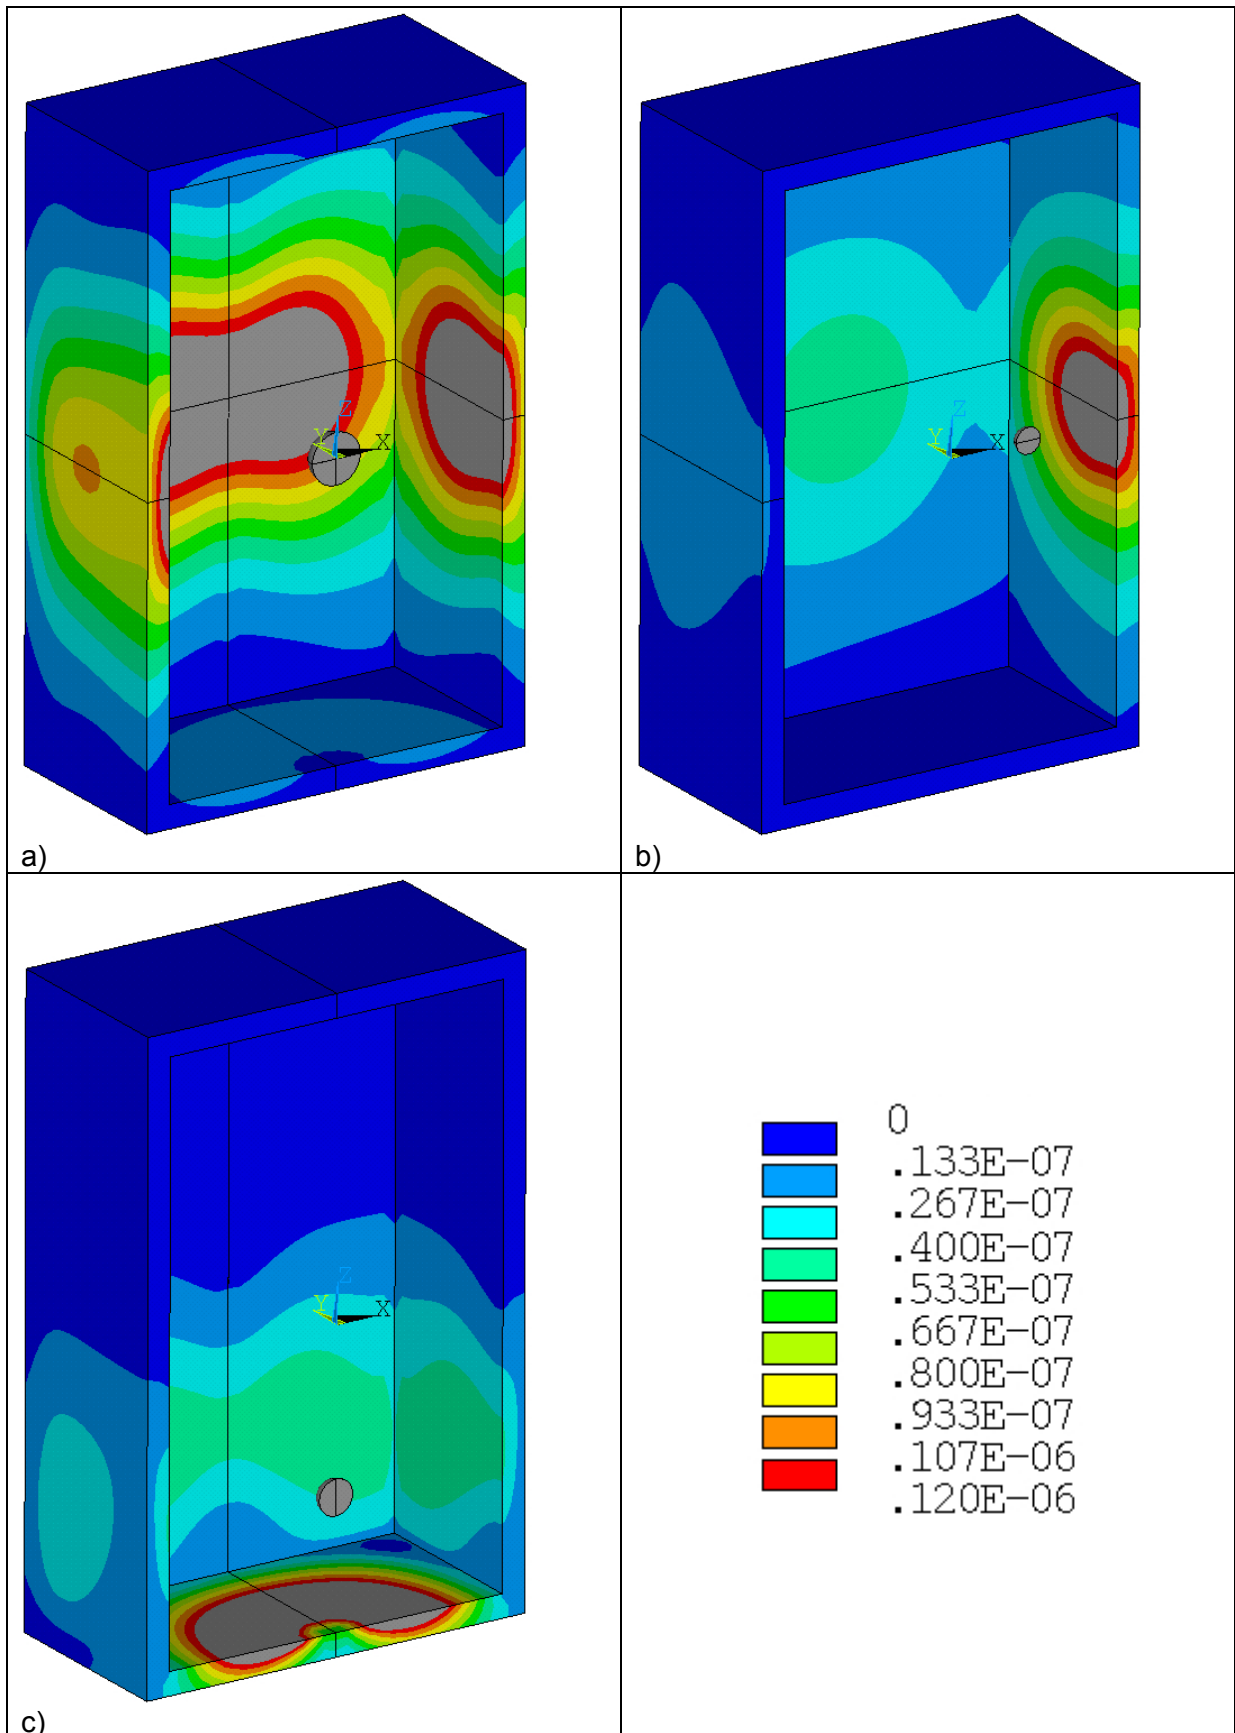 Z
Y
X
a)
Z
Y
X
b)
Z
Y
X
c)
0
.133E-07
.267E-07
.400E-07
.533E-07
.667E-07
.800E-07
.933E-07
.107E-06
.120E-06